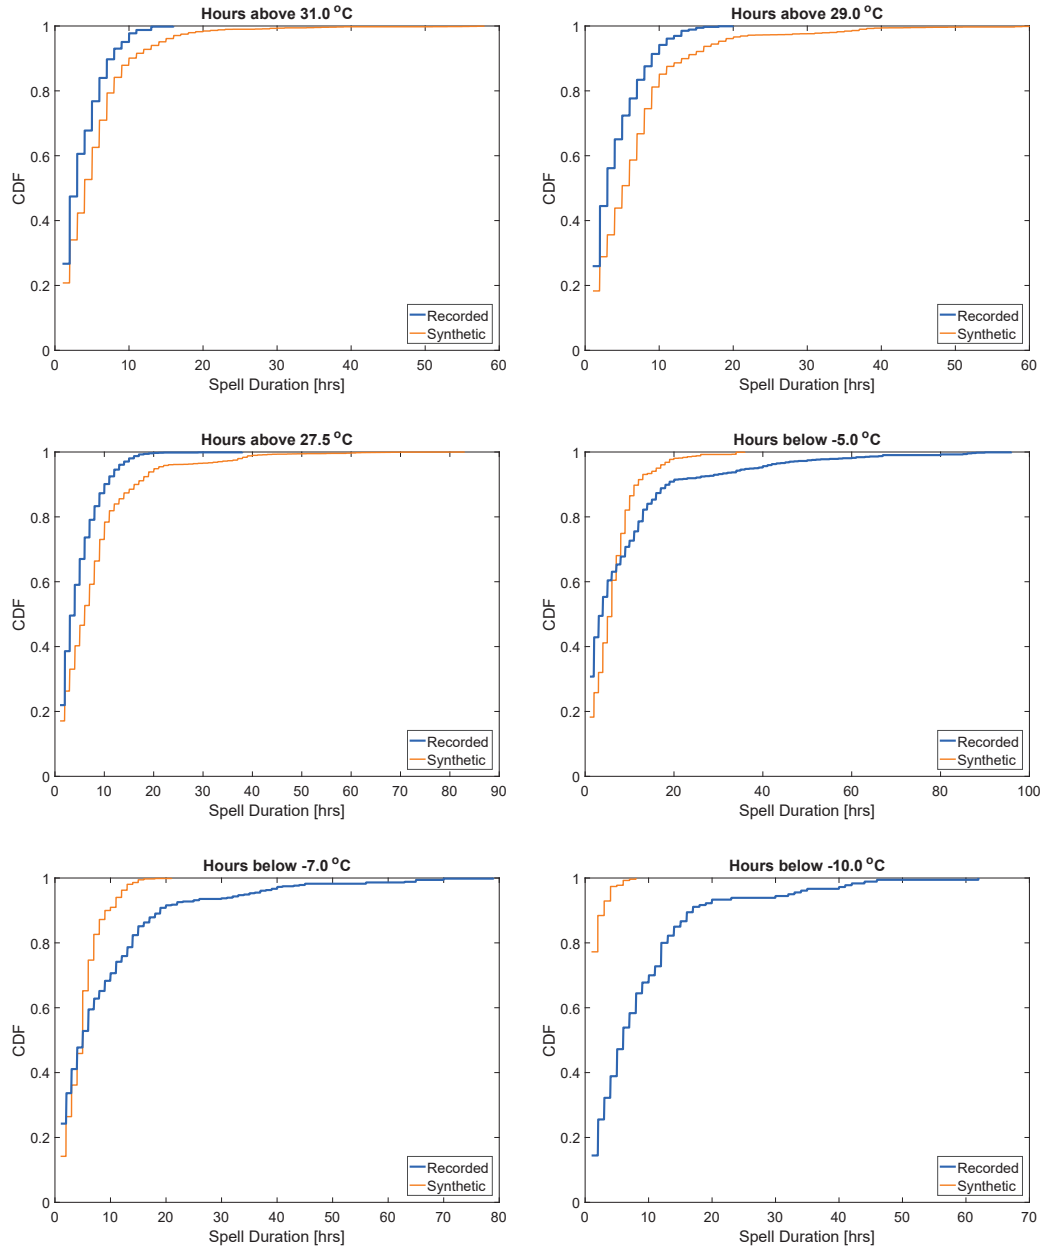 Hours above 31.0 °C
CDF
1
0.8
0.6
0.4
0.2
0
0 10 20 30 40 50 60
Spell Duration [hrs]
Recorded
Synthetic
Hours above 29.0 °C
CDF
1
0.8
0.6
0.4
0.2
0
0 10 20 30 40 50 60
Spell Duration [hrs]
Recorded
Synthetic
Hours above 27.5 °C
CDF
1
0.8
0.6
0.4
0.2
0
0 10 20 30 40 50 60 70 80 90
Spell Duration [hrs]
Recorded
Synthetic
Hours below -5.0 °C
CDF
1
0.8
0.6
0.4
0.2
0
0 20 40 60 80 100
Spell Duration [hrs]
Recorded
Synthetic
Hours below -7.0 °C
CDF
1
0.8
0.6
0.4
0.2
0
0 10 20 30 40 50 60 70 80
Spell Duration [hrs]
Recorded
Synthetic
Hours below -10.0 °C
CDF
1
0.8
0.6
0.4
0.2
0
0 10 20 30 40 50 60 70
Spell Duration [hrs]
Recorded
Synthetic